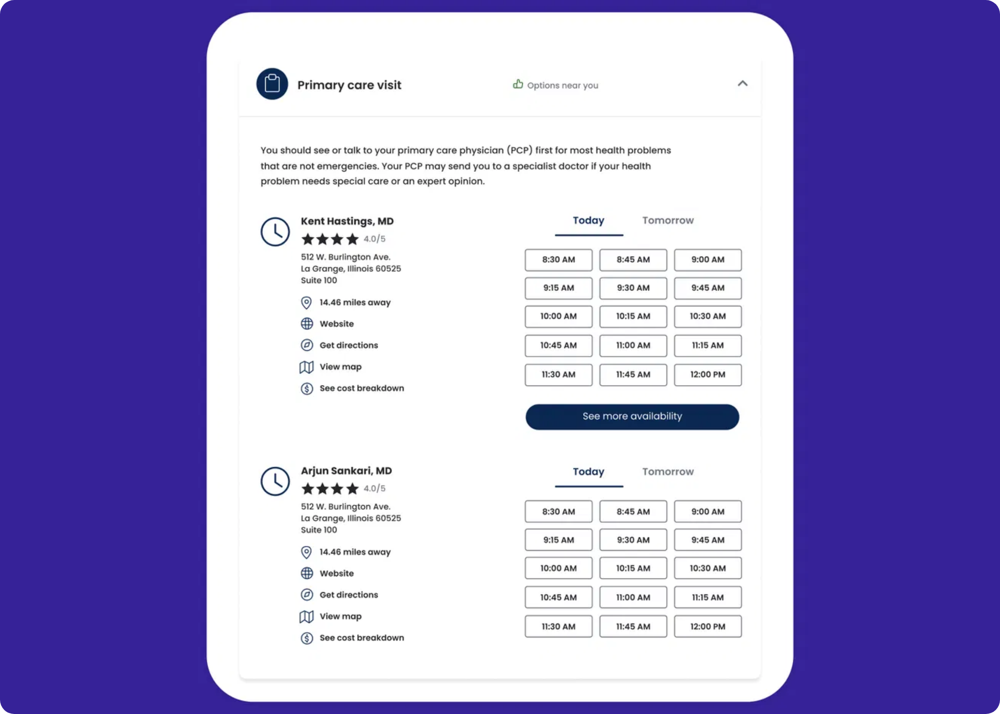 Primary care visit
Options near you
You should see or talk to your primary care physician (PCP) first for most health problems
that are not emergencies. Your PCP may send you to a specialist doctor if your health
problem needs special care or an expert opinion.
Kent Hastings, MD
4.0/5
512 W. Burlington Ave.
La Grange, Illinois 60525
Suite 100
14.46 miles away
Website
Get directions
View map
See cost breakdown
Today Tomorrow
8:30 AM 8:45 AM 9:00 AM
9:15 AM 9:30 AM 9:45 AM
10:00 AM 10:15 AM 10:30 AM
10:45 AM 11:00 AM 11:15 AM
11:30 AM 11:45 AM 12:00 PM
See more availability
Arjun Sankari, MD
4.0/5
512 W. Burlington Ave.
La Grange, Illinois 60525
Suite 100
14.46 miles away
Website
Get directions
View map
See cost breakdown
Today Tomorrow
8:30 AM 8:45 AM 9:00 AM
9:15 AM 9:30 AM 9:45 AM
10:00 AM 10:15 AM 10:30 AM
10:45 AM 11:00 AM 11:15 AM
11:30 AM 11:45 AM 12:00 PM